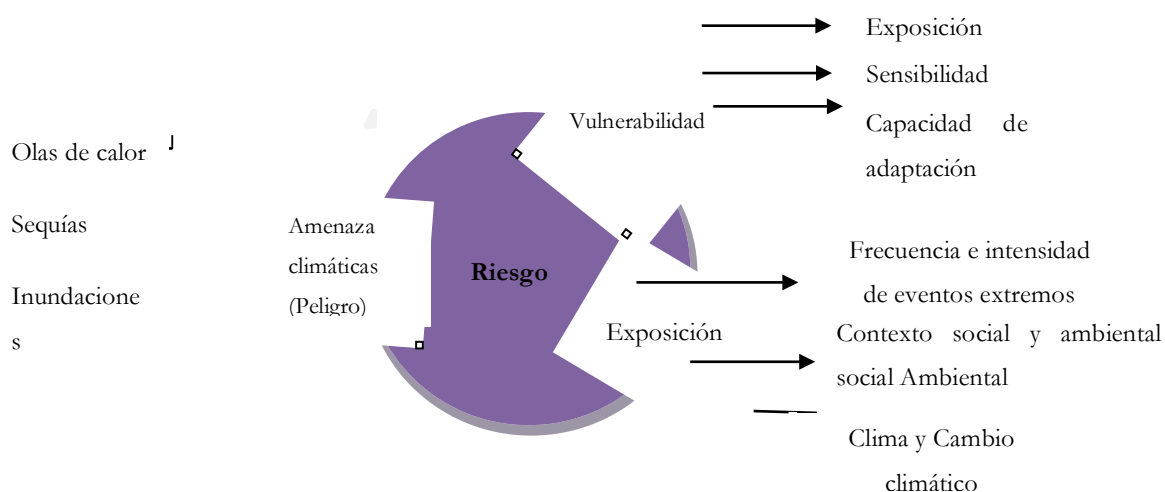 Exposición
Sensibilidad
Capacidad de
adaptación
Vulnerabilidad
Olas de calor
Sequías
Inundacione
s
Amenaza
climáticas
(Peligro)
Riesgo
Exposición
Frecuencia e intensidad
de eventos extremos
Contexto social y ambiental
social Ambiental
Clima y Cambio
climático